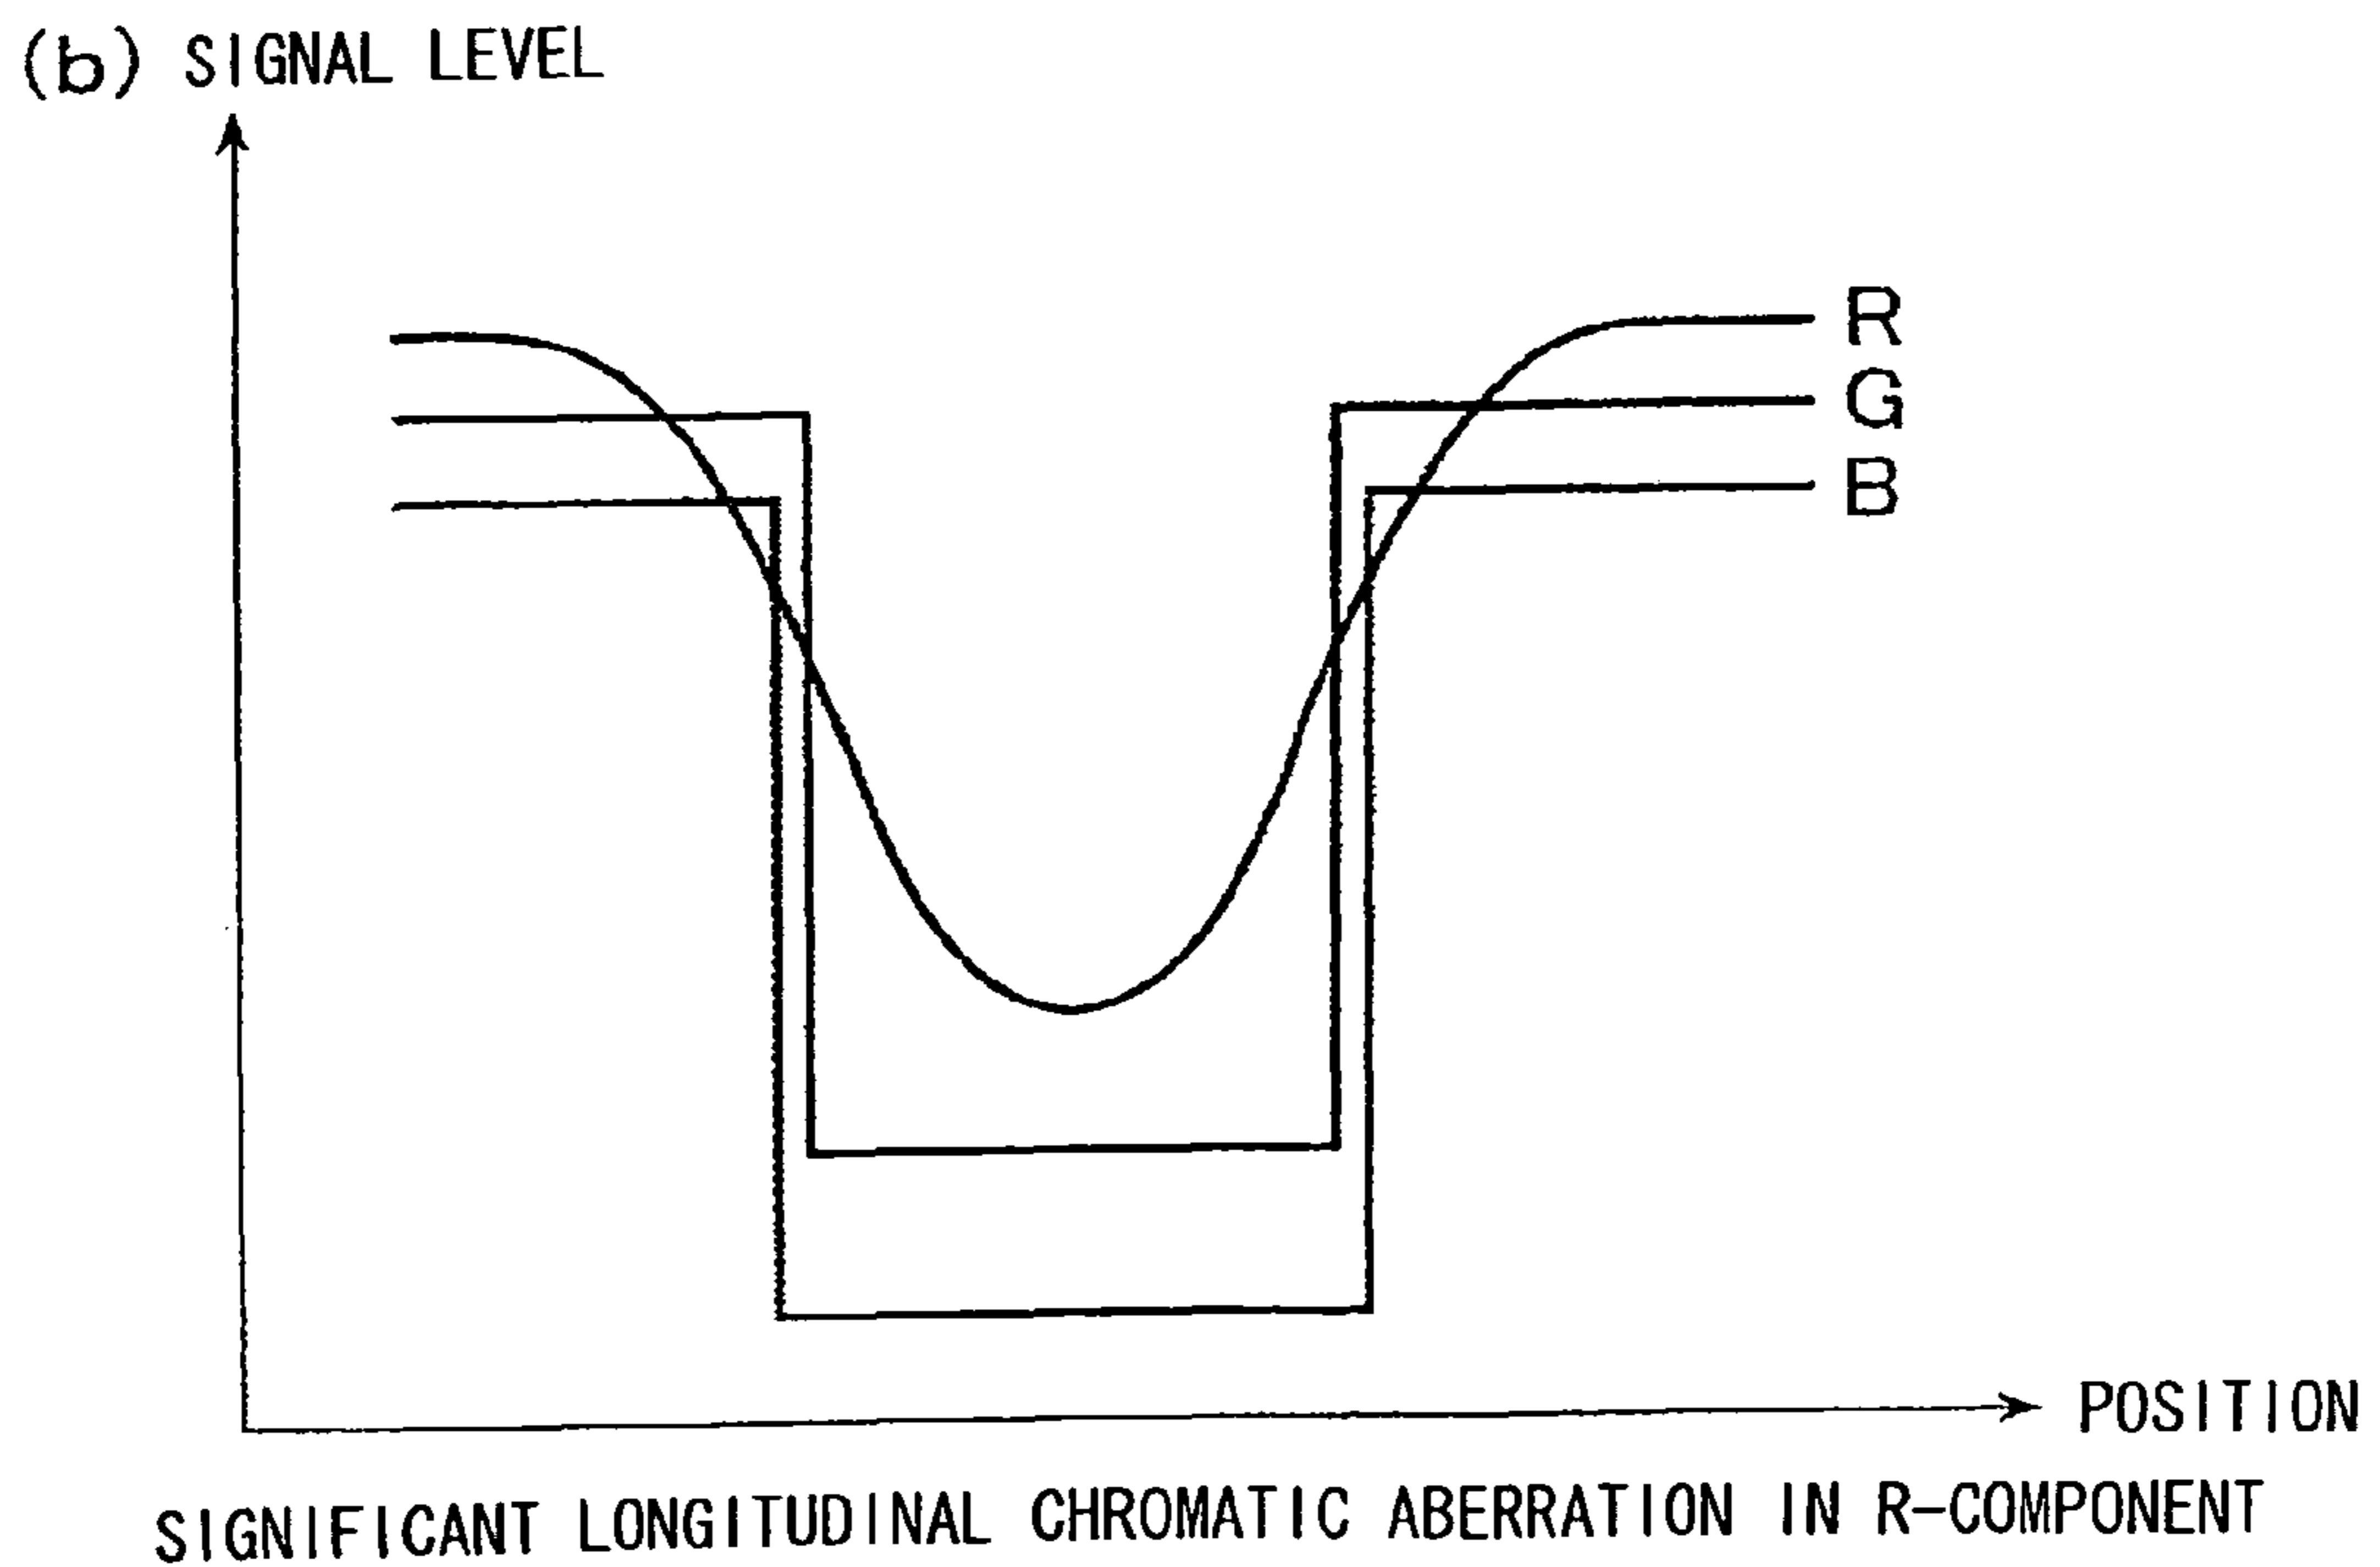 (b) SIGNAL LEVEL
R
G
B
POSITION
SIGNIFICANT LONGITUDINAL CHROMATIC ABERRATION IN R-COMPONENT